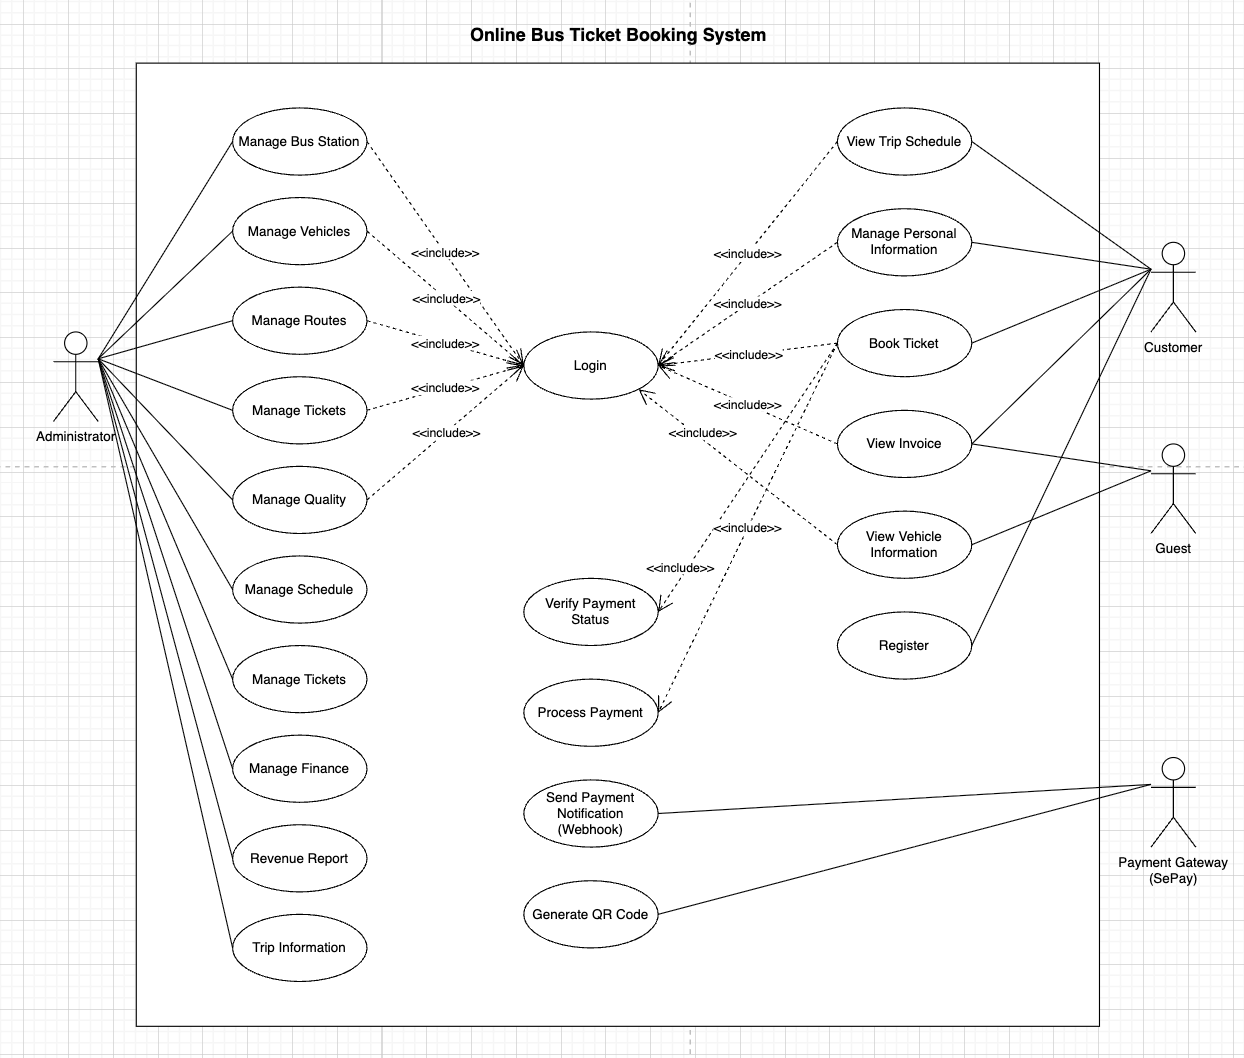 Online Bus Ticket Booking System
Manage Bus Station
Manage Vehicles
Manage Routes
Manage Tickets
Manage Quality
Manage Schedule
Manage Tickets
Manage Finance
Revenue Report
Trip Information
Administrator
<<include>>
<<include>>
<<include>>
<<include>>
<<include>>
Login
<<include>>
<<include>>
<<include>>
<<include>>
<<include>>
<<include>>
<<include>>
Verify Payment
Status
Process Payment
Send Payment
Notification
(Webhook)
Generate QR Code
View Trip Schedule
Manage Personal
Information
Book Ticket
View Invoice
View Vehicle
Information
Register
Customer
Guest
Payment Gateway
(SePay)